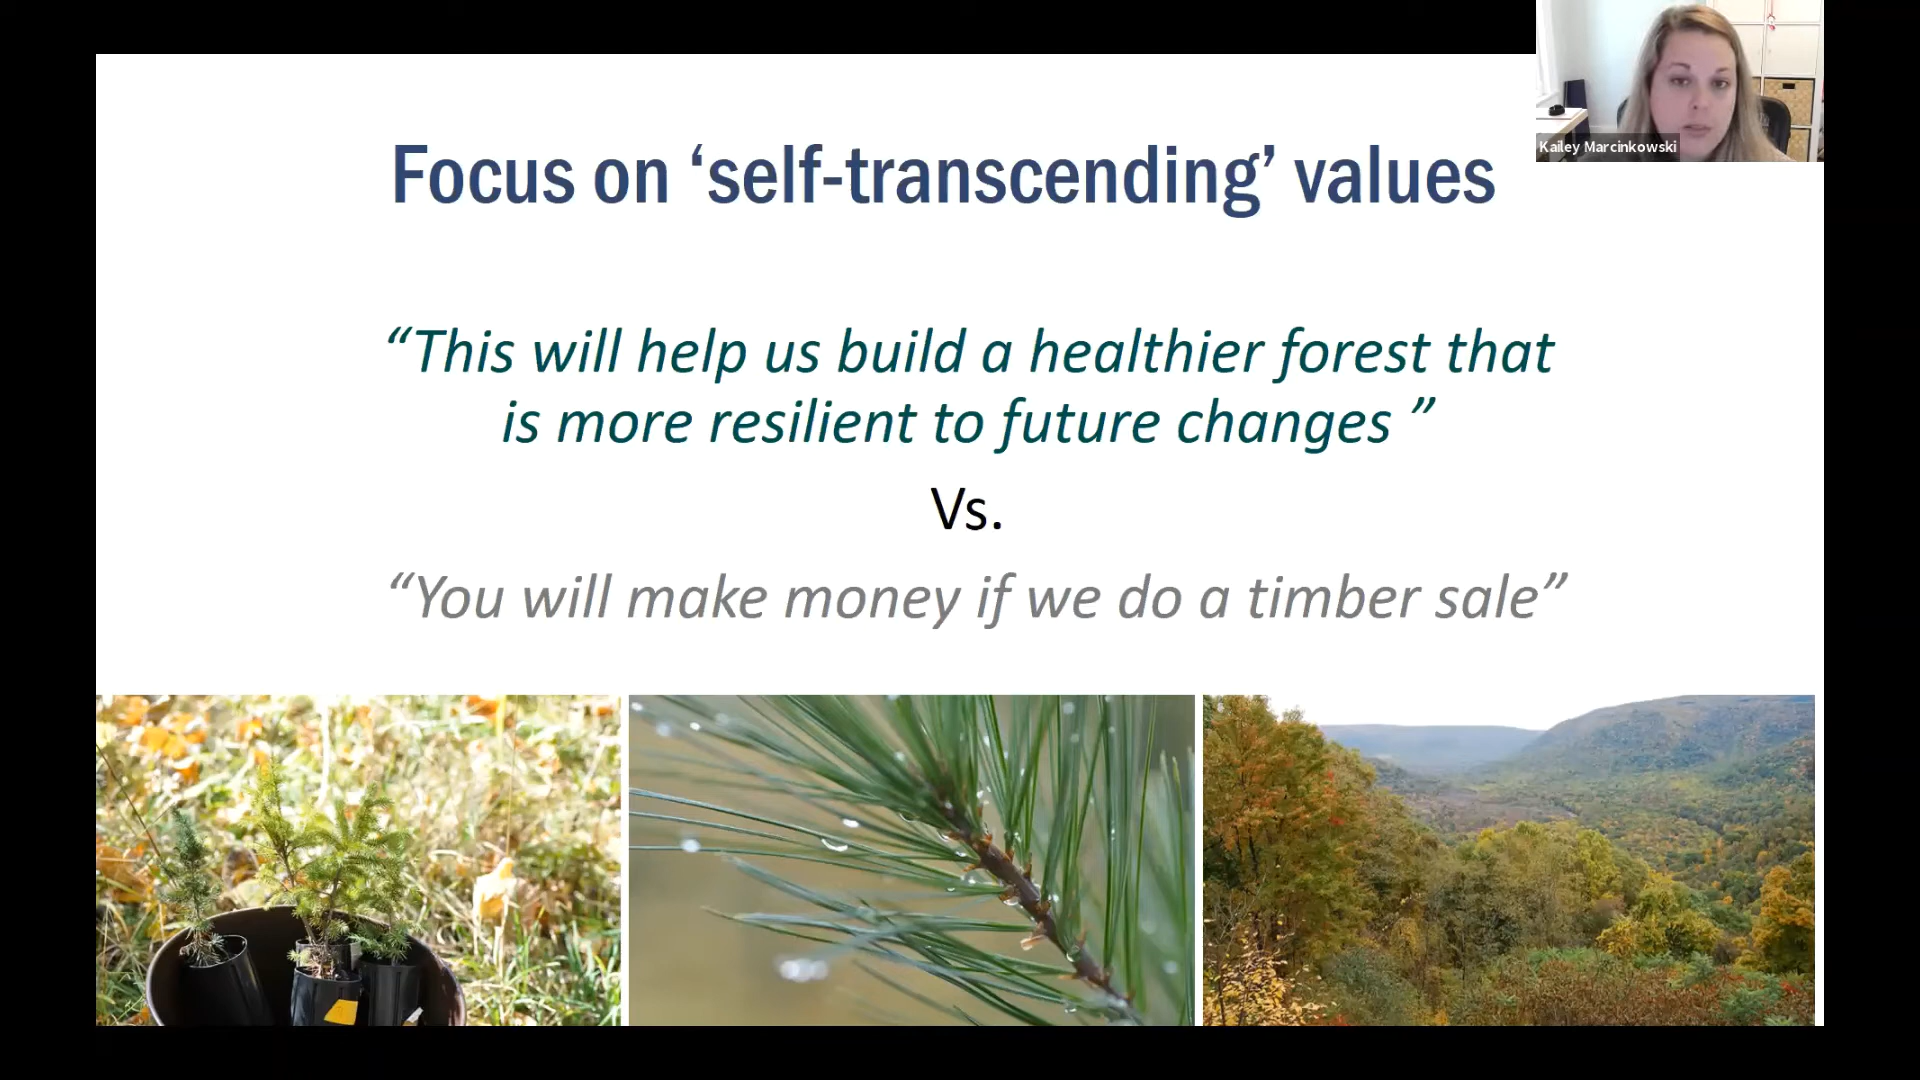 Kailey Marcinkowski
Focus on ‘self-transcending’ values
“This will help us build a healthier forest that
is more resilient to future changes ”
Vs.
“You will make money if we do a timber sale”